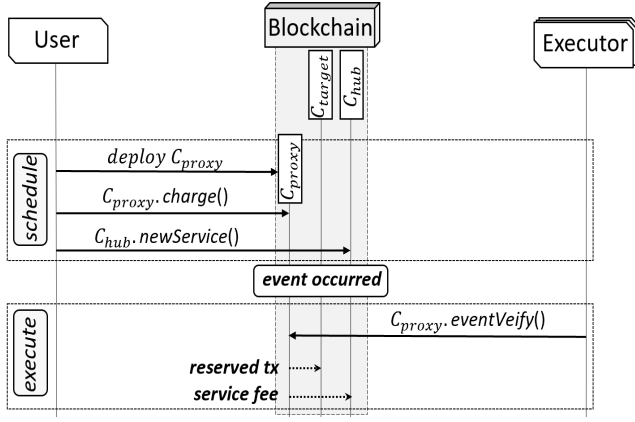 User
Blockchain
Executor
C_target
C_hub
schedule
deploy C_proxy
C_proxy
C_proxy.charge()
C_hub.newService()
event occurred
execute
C_proxy.eventVeify()
reserved tx
service fee